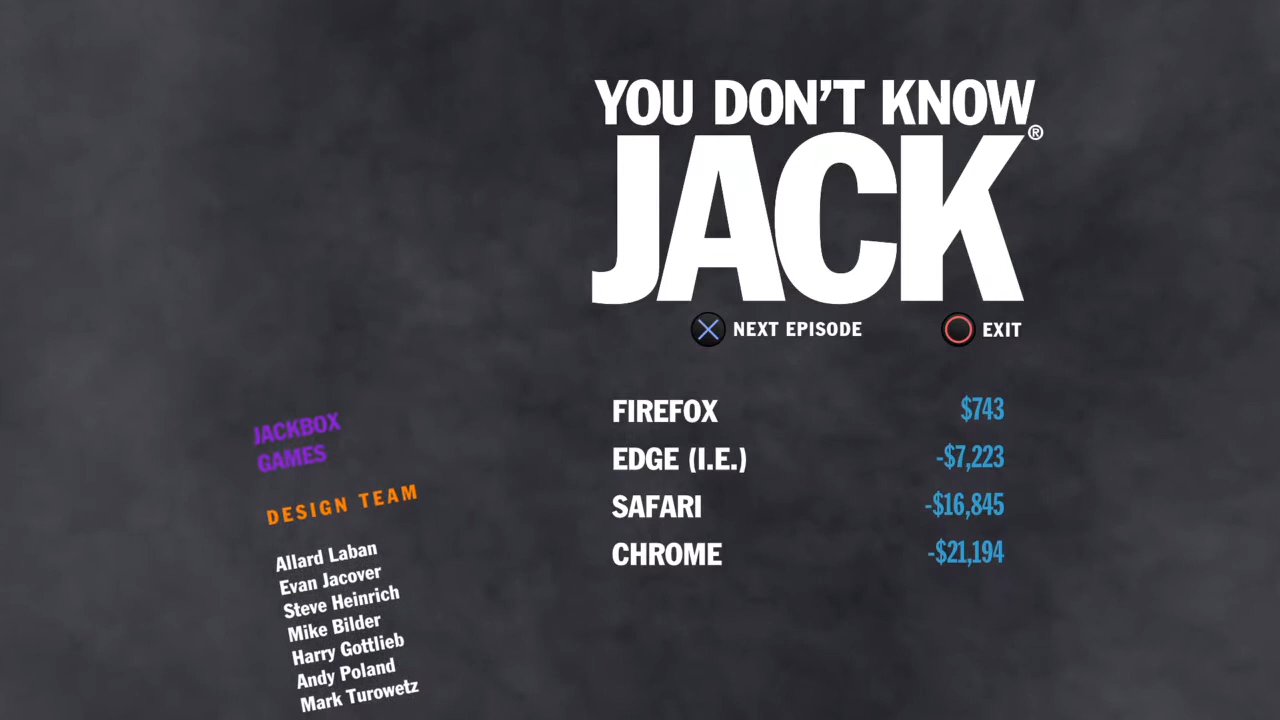 YOU DON'T KNOW
JACK®
NEXT EPISODE
EXIT
FIREFOX $743
EDGE (I.E.) -$7,223
SAFARI -$16,845
CHROME -$21,194
JACKBOX
GAMES
DESIGN TEAM
Allard Laban
Evan Jacover
Steve Heinrich
Mike Bilder
Harry Gottlieb
Andy Poland
Mark Turowetz